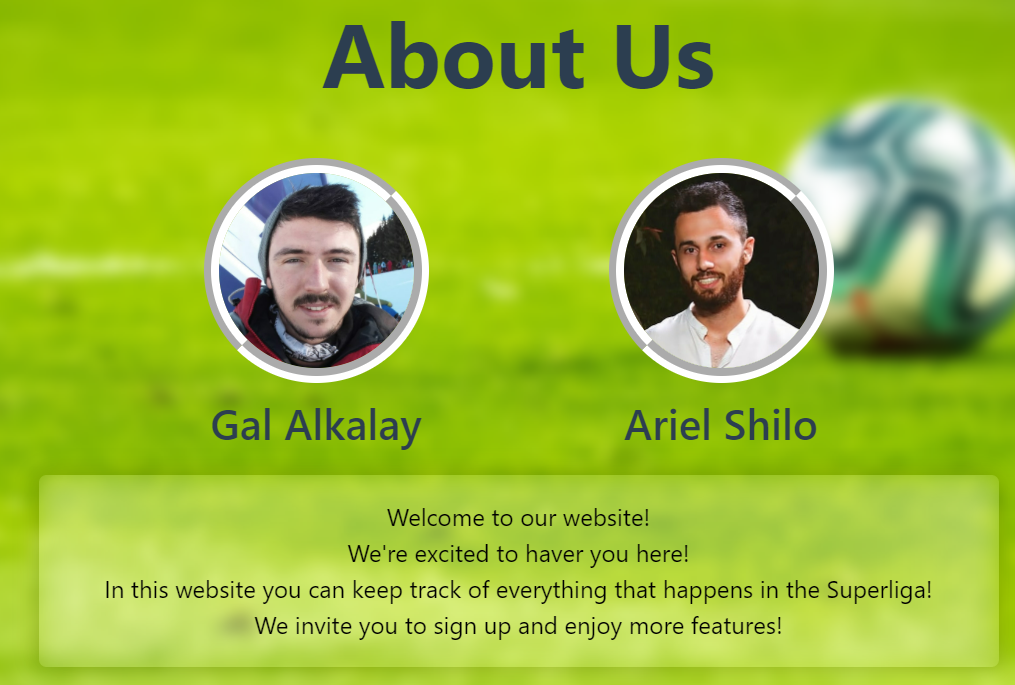 About Us
Gal Alkalay
Ariel Shilo
Welcome to our website!
We're excited to haver you here!
In this website you can keep track of everything that happens in the Superliga!
We invite you to sign up and enjoy more features!